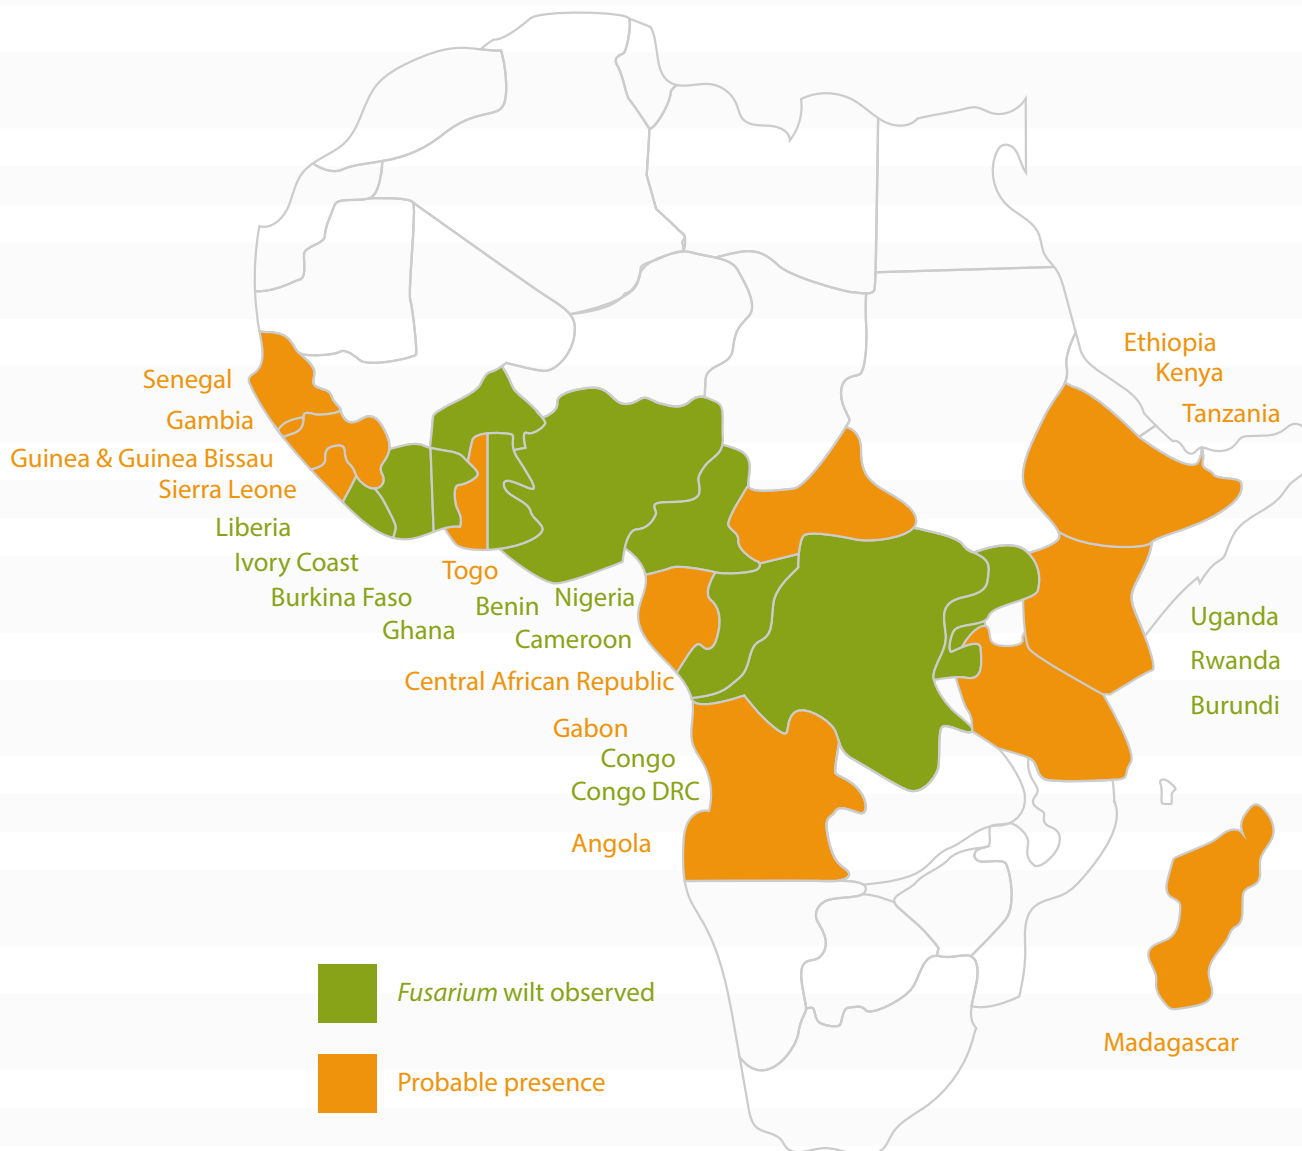 Ethiopia
Kenya
Tanzania
Senegal
Gambia
Guinea & Guinea Bissau
Sierra Leone
Liberia
Ivory Coast
Burkina Faso
Ghana
Togo
Benin
Nigeria
Cameroon
Central African Republic
Gabon
Congo
Congo DRC
Angola
Uganda
Rwanda
Burundi
Madagascar
Fusarium wilt observed
Probable presence